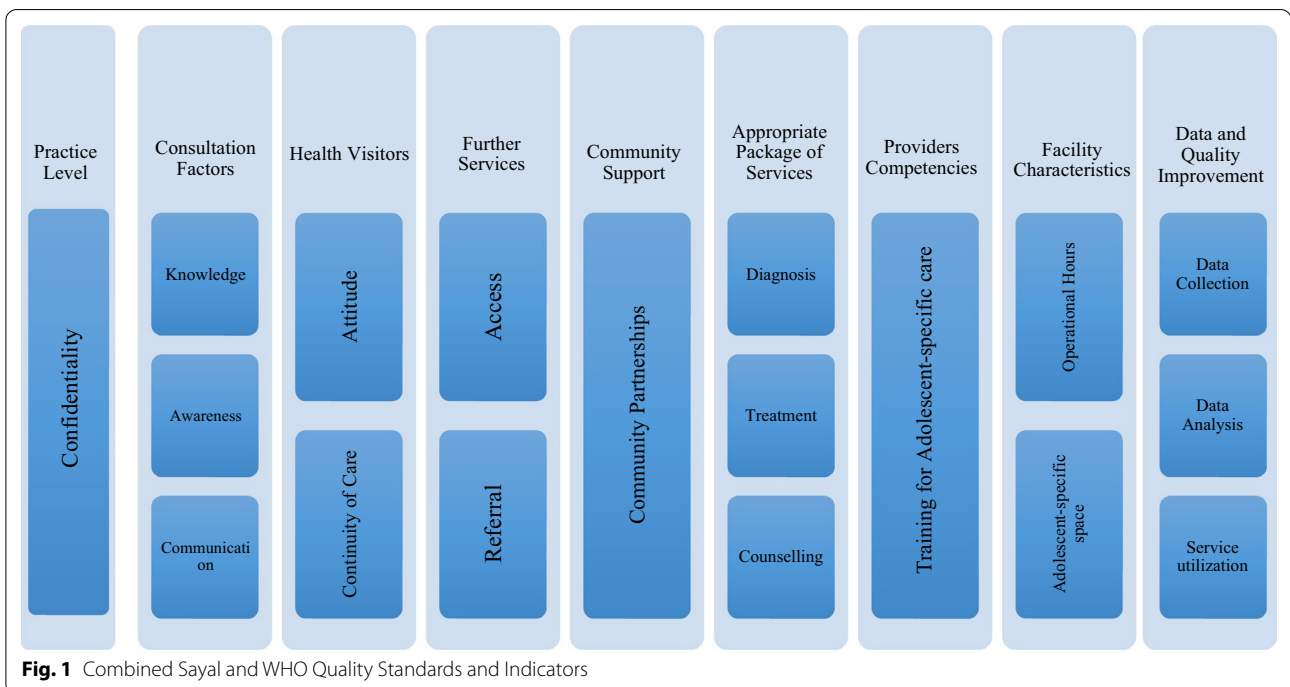 Practice
Level
Confidentiality
Consultation
Factors
Knowledge
Awareness
Communicati
on
Health Visitors
Attitude
Continuity of Care
Further
Services
Access
Referral
Community
Support
Community Partnerships
Appropriate
Package of
Services
Diagnosis
Treatment
Counselling
Providers
Competencies
Training for Adolescent-specific care
Facility
Characteristics
Operational Hours
Adolescent-specific
space
Data and
Quality
Improvement
Data
Collection
Data
Analysis
Service
utilization
Fig. 1 Combined Sayal and WHO Quality Standards and Indicators